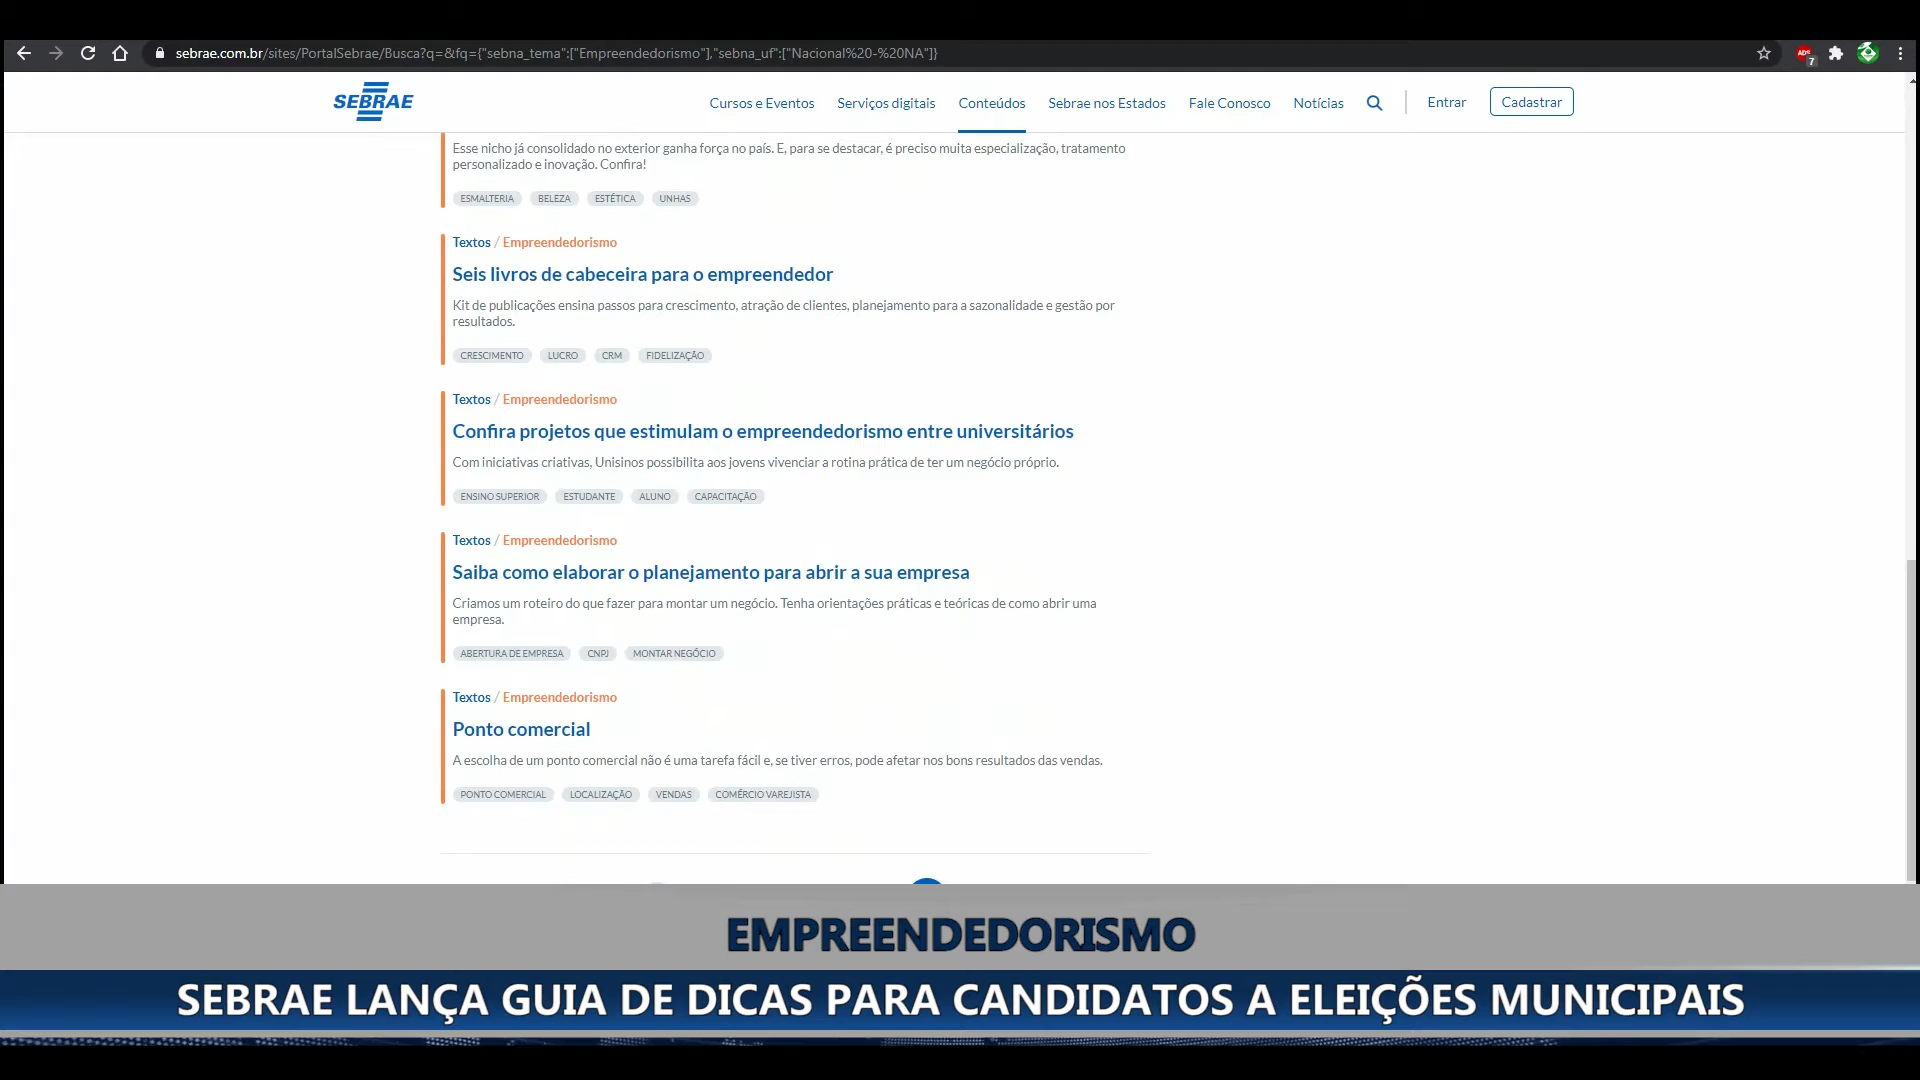 sebrae.com.br/sites/PortalSebrae/Busca?q=&fq={"sebna_tema":["Empreendedorismo"],"sebna_uf":["Nacional%20-%20NA"]}
7
SEBRAE
Cursos e Eventos
Serviços digitais
Conteúdos
Sebrae nos Estados
Fale Conosco
Notícias
Entrar
Cadastrar
Esse nicho já consolidado no exterior ganha força no país. E, para se destacar, é preciso muita especialização, tratamento
personalizado e inovação. Confira!
ESMALTERIA BELEZA ESTÉTICA UNHAS
Textos / Empreendedorismo
Seis livros de cabeceira para o empreendedor
Kit de publicações ensina passos para crescimento, atração de clientes, planejamento para a sazonalidade e gestão por
resultados.
CRESCIMENTO LUCRO CRM FIDELIZAÇÃO
Textos / Empreendedorismo
Confira projetos que estimulam o empreendedorismo entre universitários
Com iniciativas criativas, Unisinos possibilita aos jovens vivenciar a rotina prática de ter um negócio próprio.
ENSINO SUPERIOR ESTUDANTE ALUNO CAPACITAÇÃO
Textos / Empreendedorismo
Saiba como elaborar o planejamento para abrir a sua empresa
Criamos um roteiro do que fazer para montar um negócio. Tenha orientações práticas e teóricas de como abrir uma
empresa.
ABERTURA DE EMPRESA CNPJ MONTAR NEGÓCIO
Textos / Empreendedorismo
Ponto comercial
A escolha de um ponto comercial não é uma tarefa fácil e, se tiver erros, pode afetar nos bons resultados das vendas.
PONTO COMERCIAL LOCALIZAÇÃO VENDAS COMÉRCIO VAREJISTA
EMPREENDEDORISMO
SEBRAE LANÇA GUIA DE DICAS PARA CANDIDATOS A ELEIÇÕES MUNICIPAIS